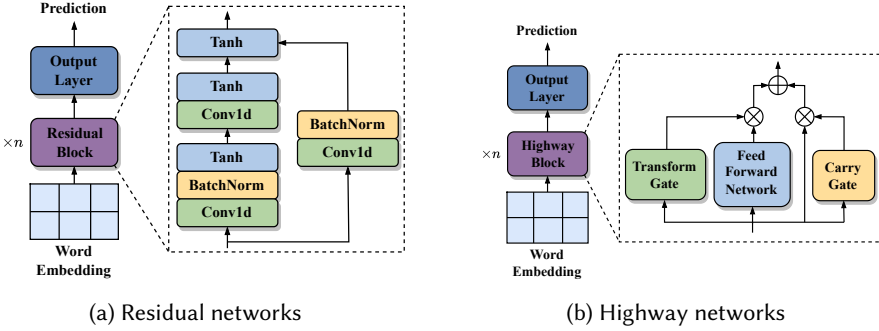 Prediction
Output
Layer
×n
Residual
Block
Word
Embedding
Tanh
Tanh
Conv1d
Tanh
BatchNorm
Conv1d
BatchNorm
Conv1d
(a) Residual networks
Prediction
Output
Layer
×n
Highway
Block
Word
Embedding
Transform
Gate
Feed
Forward
Network
Carry
Gate
(b) Highway networks